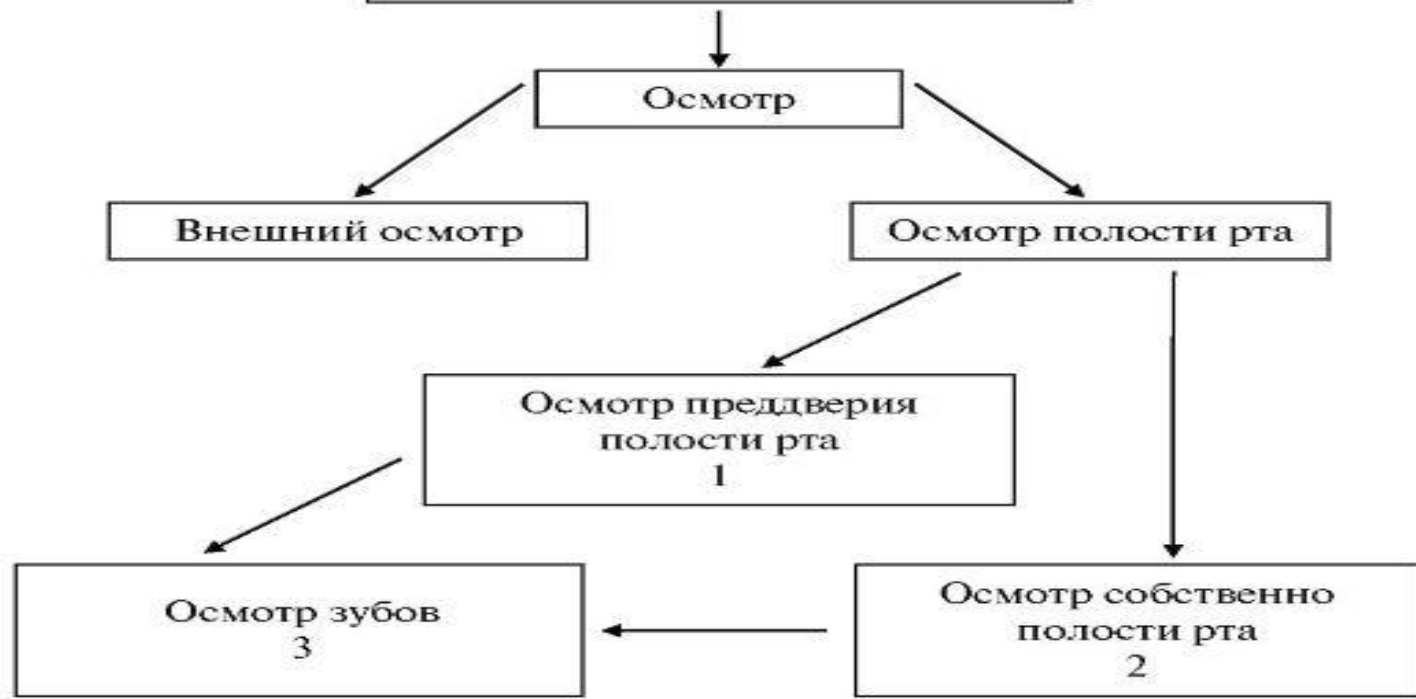 Осмотр
Внешний осмотр
Осмотр полости рта
Осмотр преддверия
полости рта
1
Осмотр зубов
3
Осмотр собственно
полости рта
2